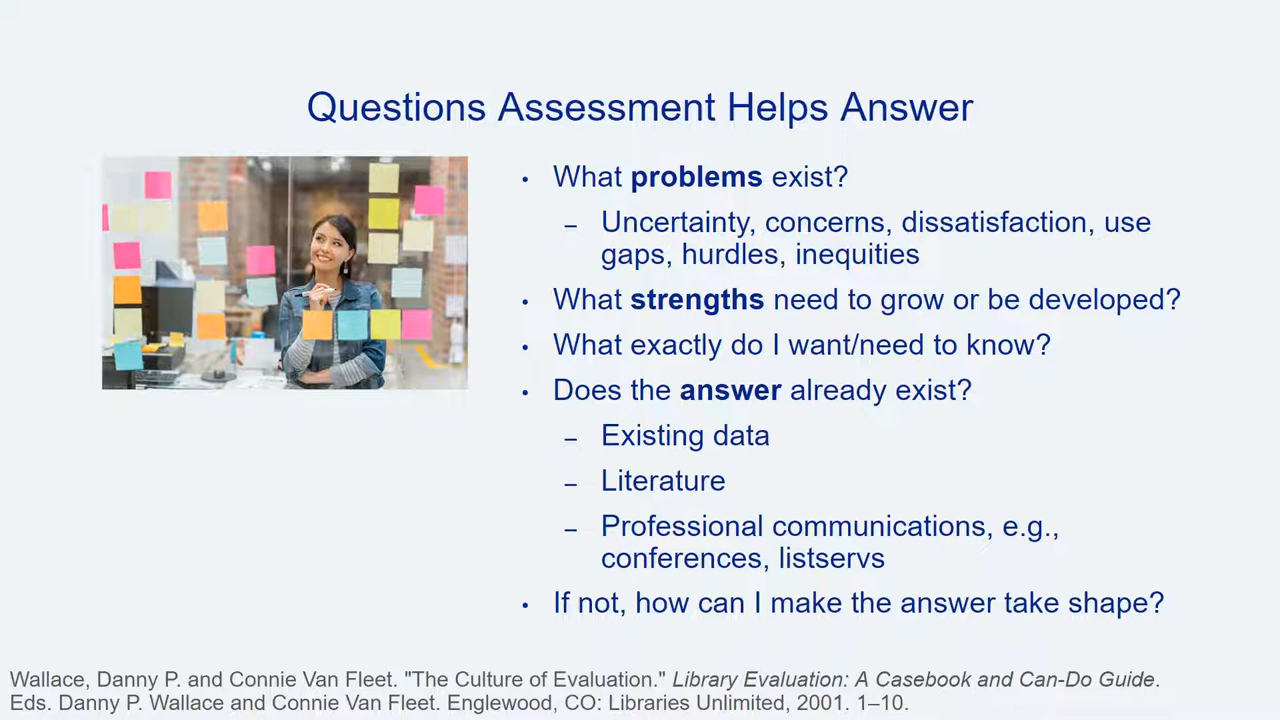 Questions Assessment Helps Answer
• What problems exist?
– Uncertainty, concerns, dissatisfaction, use
gaps, hurdles, inequities
• What strengths need to grow or be developed?
• What exactly do I want/need to know?
• Does the answer already exist?
– Existing data
– Literature
– Professional communications, e.g.,
conferences, listservs
• If not, how can I make the answer take shape?
Wallace, Danny P. and Connie Van Fleet. "The Culture of Evaluation." Library Evaluation: A Casebook and Can-Do Guide.
Eds. Danny P. Wallace and Connie Van Fleet. Englewood, CO: Libraries Unlimited, 2001. 1–10.